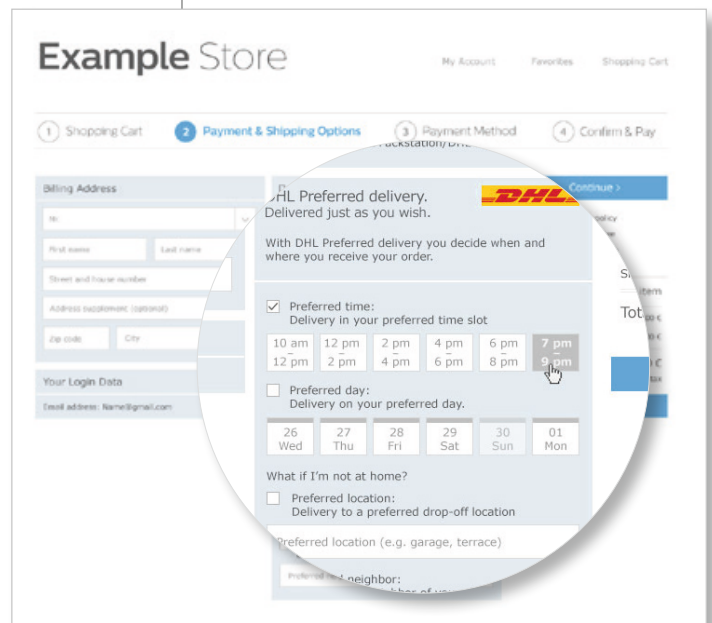 Example Store
My Account Favorites Shopping Cart
1 Shopping Cart
2 Payment & Shipping Options
3 Payment Method
4 Confirm & Pay
Billing Address
First name
Last name
Street and house number
Address supplement (optional)
Zip code
City
Your Login Data
Email address: Name@gmail.com
DHL Preferred delivery.
Delivered just as you wish.
DHL
With DHL Preferred delivery you decide when and
where you receive your order.
Preferred time:
Delivery in your preferred time slot
10 am – 12 pm
12 pm – 2 pm
2 pm – 4 pm
4 pm – 6 pm
6 pm – 8 pm
7 pm – 9 pm
Preferred day:
Delivery on your preferred day.
26 Wed
27 Thu
28 Fri
29 Sat
30 Sun
01 Mon
What if I'm not at home?
Preferred location:
Delivery to a preferred drop-off location
Preferred location (e.g. garage, terrace)
neighbor:
Continue >
Tot